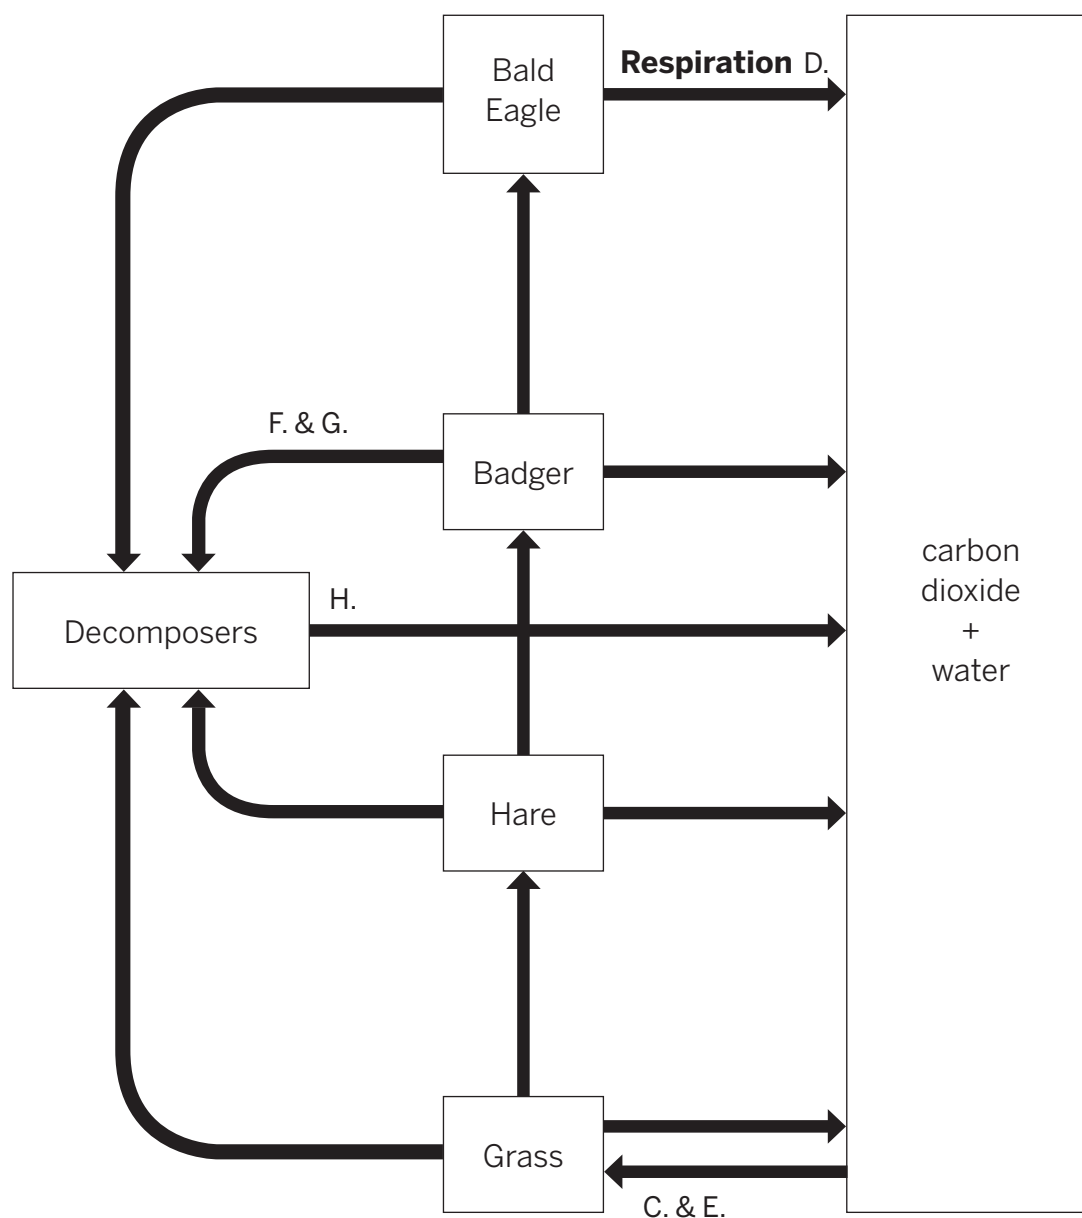 Bald
Eagle
Respiration D.
F. & G.
Badger
carbon
dioxide
+
water
H.
Decomposers
Hare
Grass
C. & E.